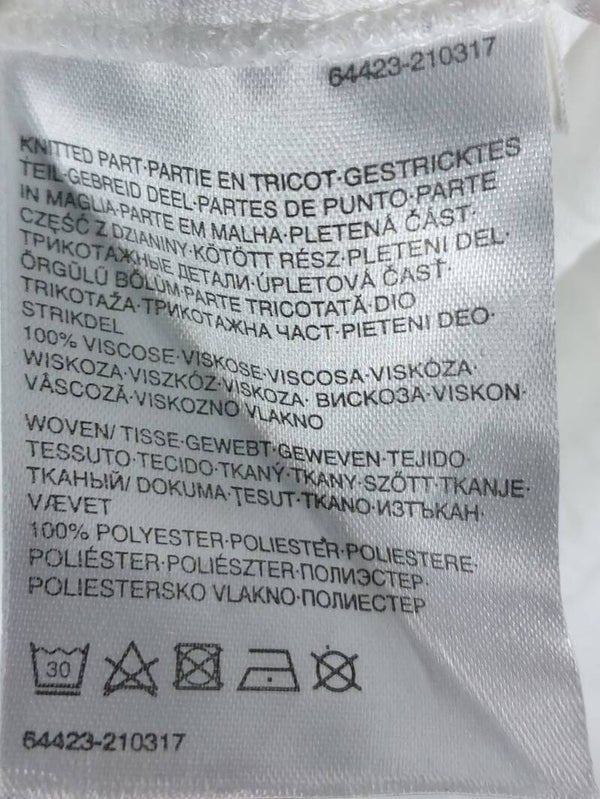 64423-210317
KNITTED PART·PARTIE EN TRICOT·GESTRICKTES
TEIL·GEBREID DEEL·PARTES DE PUNTO·PARTE
IN MAGLIA·PARTE EM MALHA·PLETENÁ ČÁST·
CZĘŚĆ Z DZIANINY·KÖTÖTT RÉSZ·PLETENI DEL·
ТРИКОТАЖНЫЕ ДЕТАЛИ·ÚPLETOVÁ ČASŤ·
ÖRGÜLÜ BÖLÜM·PARTE TRICOTATĂ·DIO
TRIKOTAŽA·ТРИКОТАЖНА ЧАСТ·PIETENI DEO·
STRIKDEL
100% VISCOSE·VISKOSE·VISCOSA·VISKÓZA·
WISKOZA·VISZKÓZ·VISKOZA· ВИСКОЗА·VISKON·
VÂSCOZĂ·VISKOZNO VLAKNO
WOVEN/ TISSE·GEWEBT·GEWEVEN·TEJIDO·
TESSUTO·TECIDO·TKANÝ·TKANY·SZŐTT·TKANJE·
ТКАНЫЙ/ DOKUMA·ŢESUT·TKANO·ИЗТЪКАН·
VÆVET
100% POLYESTER·POLIESTER·POLIESTERE·
POLIÉSTER·POLIÉSZTER·ПОЛИЭСТЕР·
POLIESTERSKO VLAKNO·ПОЛИЕСТЕР
30
64423-210317